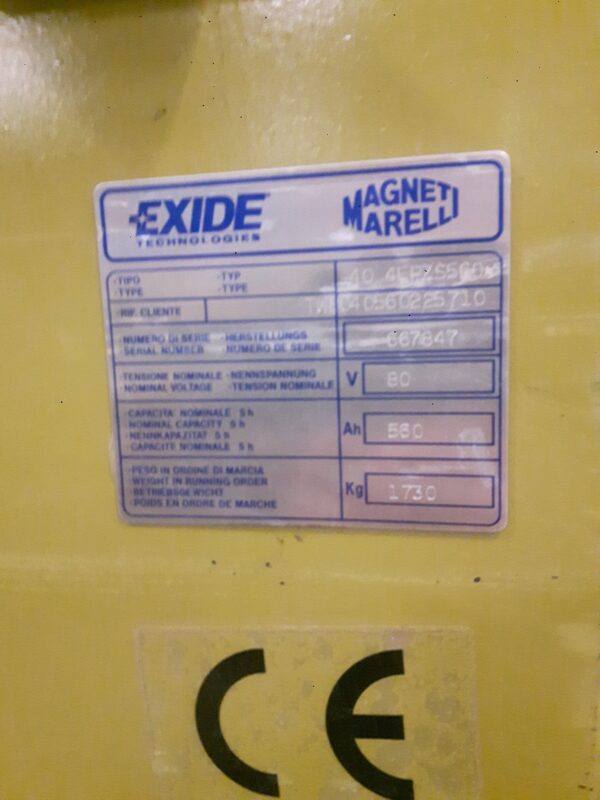 EXIDE
TECHNOLOGIES
MAGNETI
MARELLI
·TIPO ·TYP
·TYPE ·TYPE
·RIF. CLIENTE
·NUMERO DI SERIE ·HERSTELLUNGS
·SERIAL NUMBER NUMERO DE SERIE
667847
·TENSIONE NOMINALE ·NENNSPANNUNG
NOMINAL VOLTAGE ·TENSION NOMINALE
V 80
·CAPACITÀ NOMINALE 5 h
·NOMINAL CAPACITY 5 h
·NENNKAPAZITÄT 5 h
·CAPACITE NOMINALE 5 h
Ah 560
·PESO IN ORDINE DI MARCIA
·WEIGHT IN RUNNING ORDER
·BETRIEBSGEWICHT
·POIDS EN ORDRE DE MARCHE
Kg 1730
CE